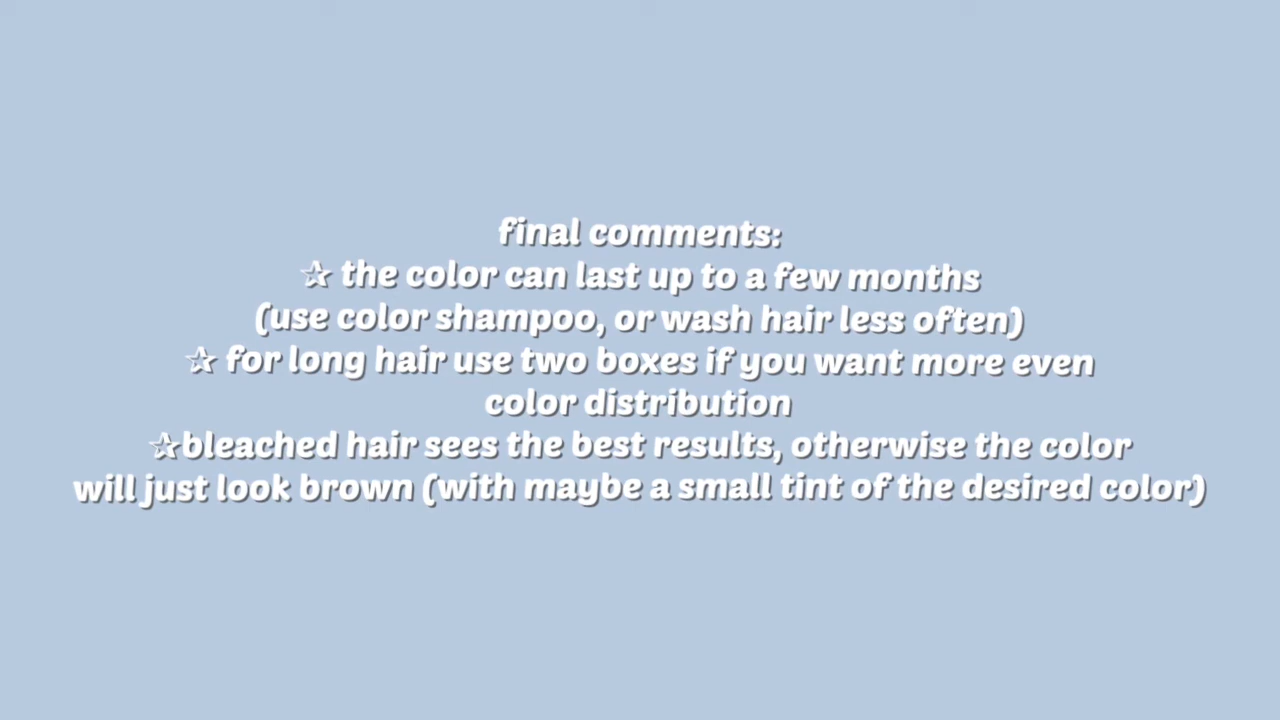 final comments:
☆ the color can last up to a few months
(use color shampoo, or wash hair less often)
☆ for long hair use two boxes if you want more even
color distribution
☆bleached hair sees the best results, otherwise the color
will just look brown (with maybe a small tint of the desired color)